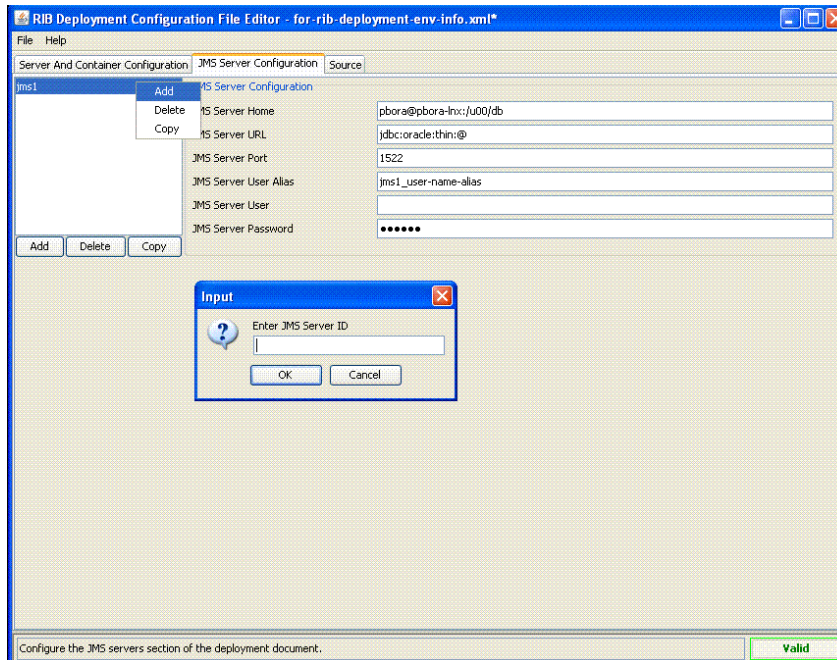 RIB Deployment Configuration File Editor - for-rib-deployment-env-info.xml*
File Help
Server And Container Configuration JMS Server Configuration Source
jms1
Add
Delete
Copy
MS Server Configuration
MS Server Home pbora@pbora-lnx:/u00/db
MS Server URL jdbc:oracle:thin:@
JMS Server Port 1522
JMS Server User Alias jms1_user-name-alias
JMS Server User
JMS Server Password ●●●●●●
Add Delete Copy
Input
?
Enter JMS Server ID
OK Cancel
Configure the JMS servers section of the deployment document. Valid